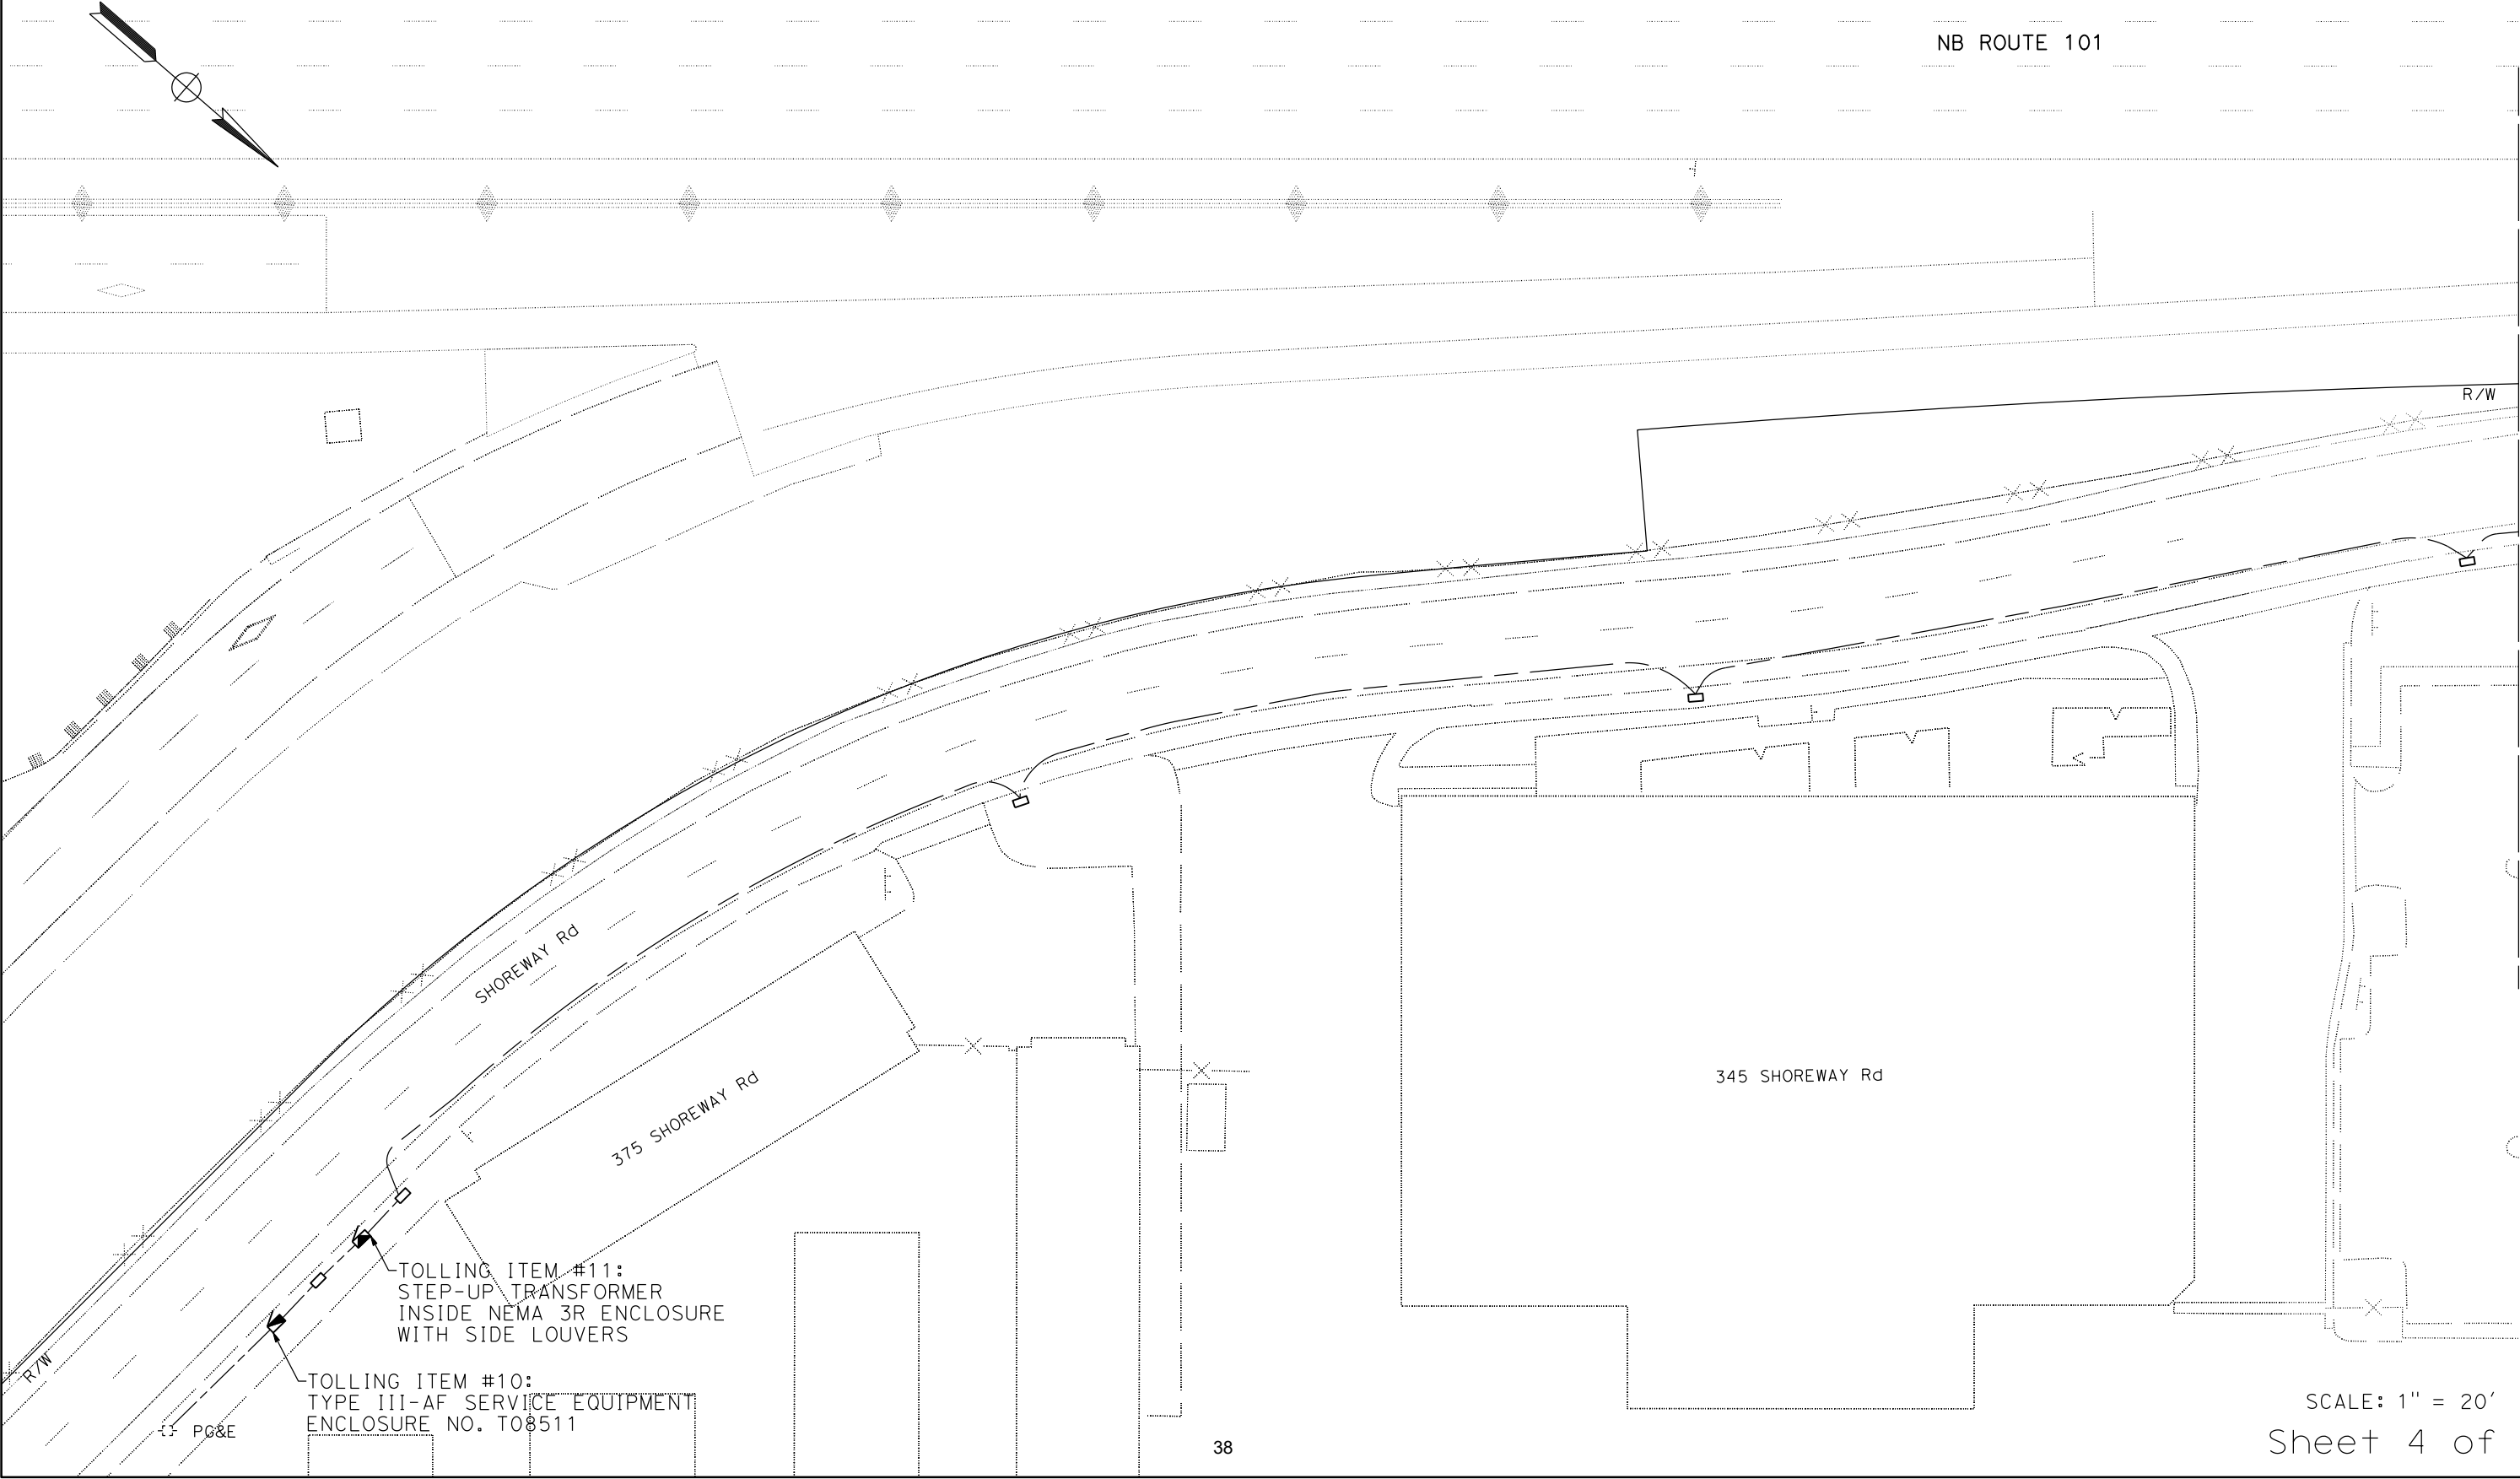 NB ROUTE 101
R/W
SHOREWAY Rd
375 SHOREWAY Rd
345 SHOREWAY Rd
TOLLING ITEM #11:
STEP-UP TRANSFORMER
INSIDE NEMA 3R ENCLOSURE
WITH SIDE LOUVERS
R/W
TOLLING ITEM #10:
TYPE III-AF SERVICE EQUIPMENT
ENCLOSURE NO. T08511
PG&E
SCALE: 1" = 20'
Sheet 4 of
38